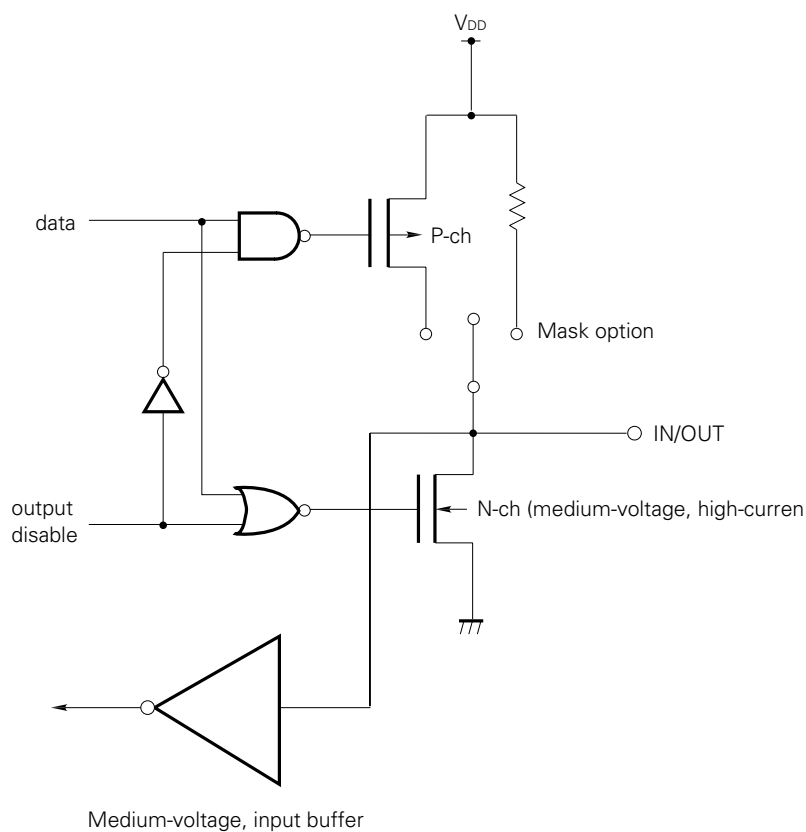 VDD
data
P-ch
Mask option
IN/OUT
output
disable
N-ch (medium-voltage, high-curren
Medium-voltage, input buffer